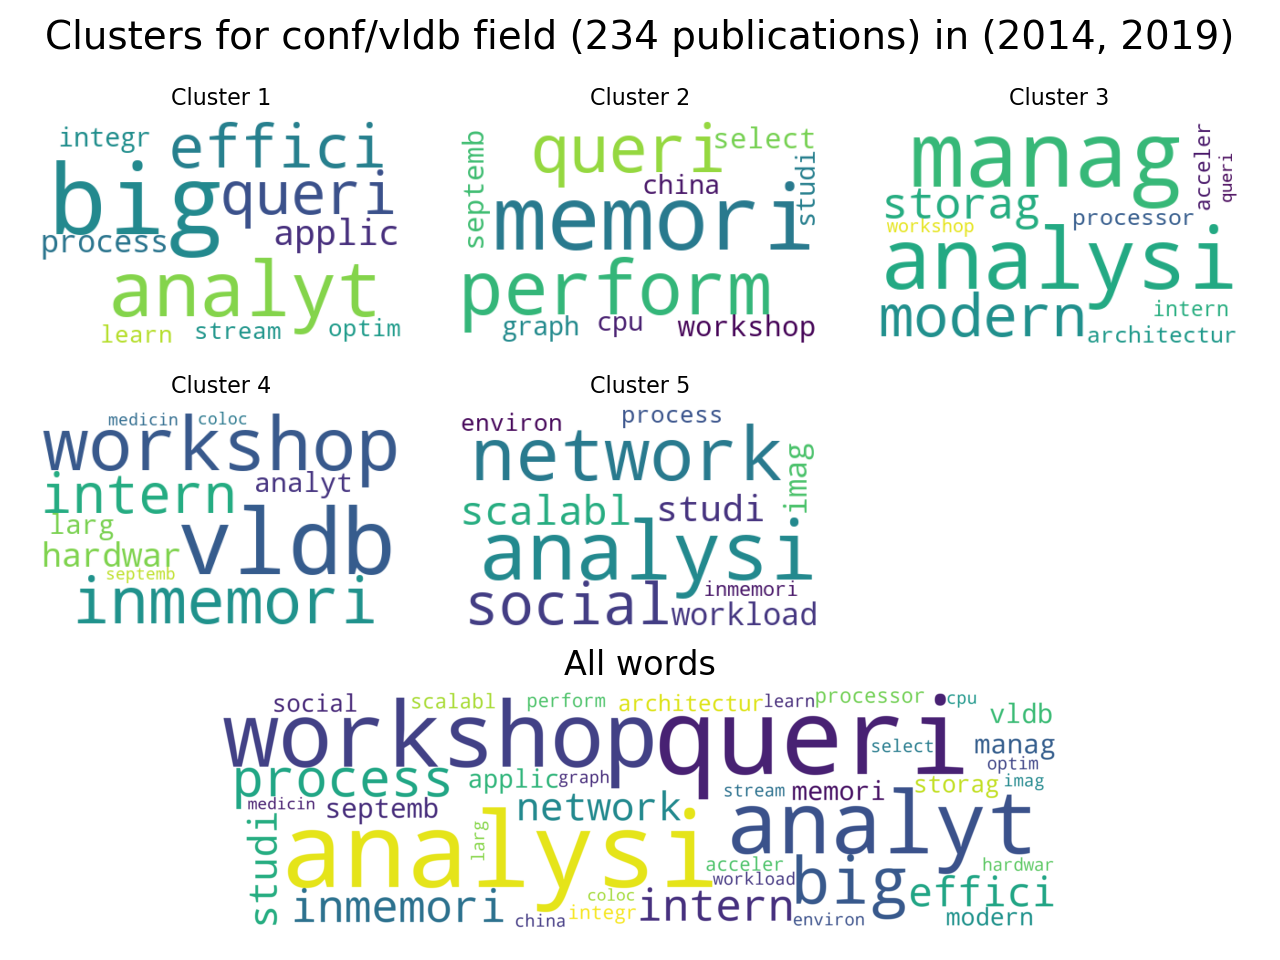 Clusters for conf/vldb field (234 publications) in (2014, 2019)
Cluster 1
integr
effici
big
queri
applic
process
analyt
learn
stream
optim
Cluster 2
septemb
queri
select
studi
china
memori
perform
graph
cpu
workshop
Cluster 3
manag
acceler
queri
storag
processor
workshop
analysi
modern
intern
architectur
Cluster 4
medicin
coloc
workshop
intern
analyt
larg
hardwar
vldb
septemb
inmemori
Cluster 5
environ
process
network
imag
scalabl
studi
analysi
inmemori
social
workload
All words
social
scalabl
perform
architectur
learn
processor
cpu
vldb
workshop
queri
select
manag
optim
process
applic
graph
stream
memori
storag
imag
medicin
septemb
network
analyt
studi
analysi
larg
acceler
workload
big
hardwar
effici
inmemori
coloc
china
integr
intern
environ
modern